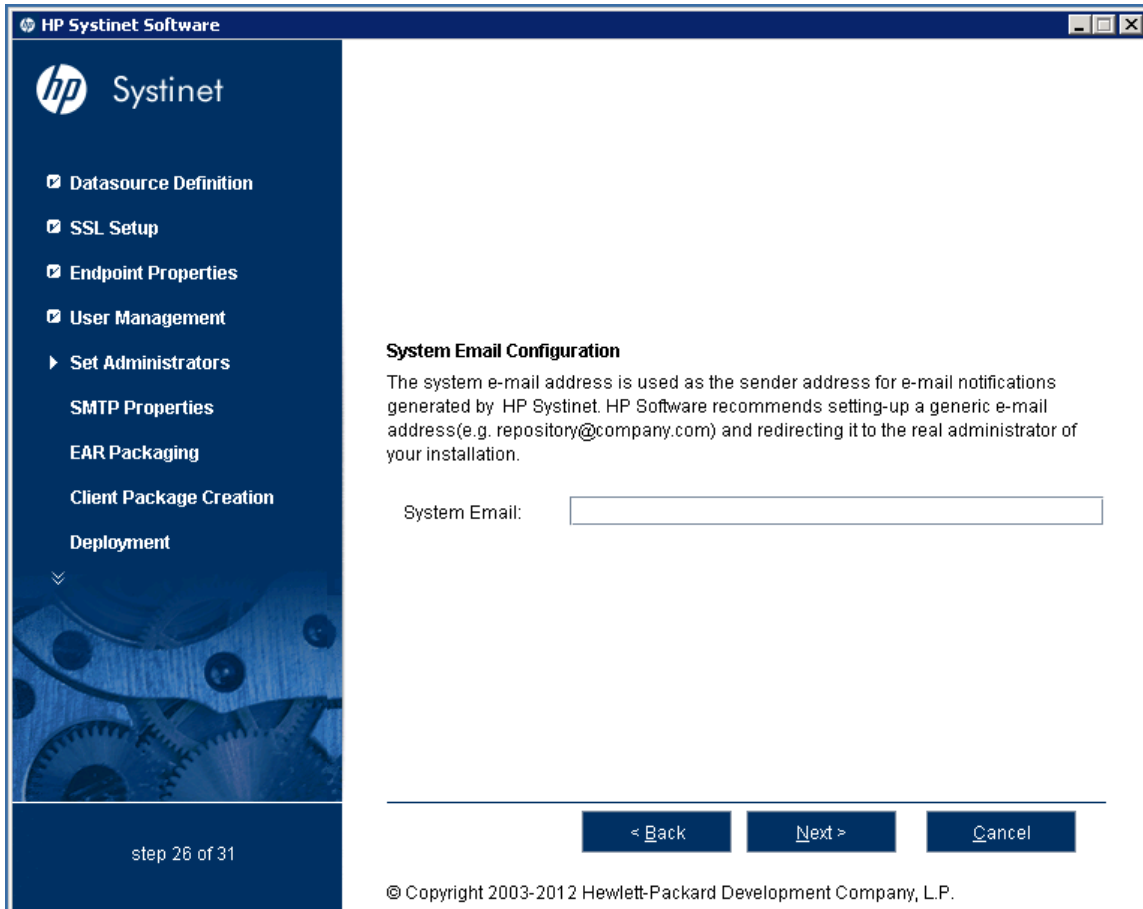 HP Systinet Software
hp Systinet
Datasource Definition
SSL Setup
Endpoint Properties
User Management
Set Administrators
SMTP Properties
EAR Packaging
Client Package Creation
Deployment
step 26 of 31
System Email Configuration
The system e-mail address is used as the sender address for e-mail notifications
generated by HP Systinet. HP Software recommends setting-up a generic e-mail
address(e.g. repository@company.com) and redirecting it to the real administrator of
your installation.
System Email:
< Back Next > Cancel
© Copyright 2003-2012 Hewlett-Packard Development Company, L.P.